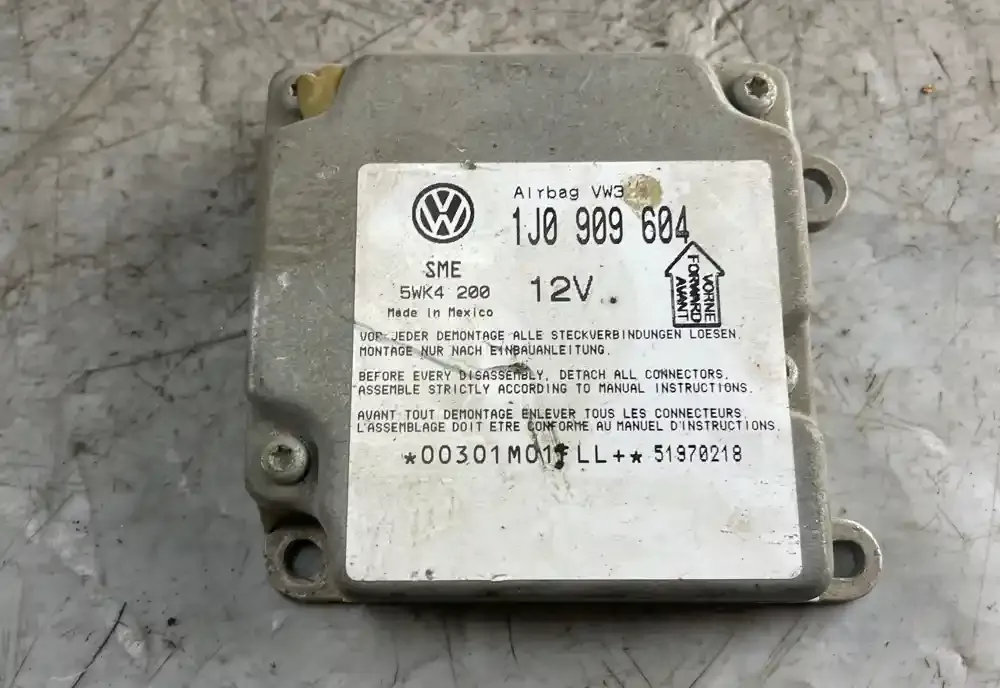 Airbag VW3
1J0 909 604
VW
SME
5WK4 200
12V
VORNE
FORWARD
AVANT
Made in Mexico
VOR JEDER DEMONTAGE ALLE STECKVERBINDUNGEN LOESEN.
MONTAGE NUR NACH EINBAUANLEITUNG.
BEFORE EVERY DISASSEMBLY, DETACH ALL CONNECTORS.
ASSEMBLE STRICTLY ACCORDING TO MANUAL INSTRUCTIONS.
AVANT TOUT DEMONTAGE ENLEVER TOUS LES CONNECTEURS.
L'ASSEMBLAGE DOIT ETRE CONFORME AU MANUEL D'INSTRUCTIONS.
51970218